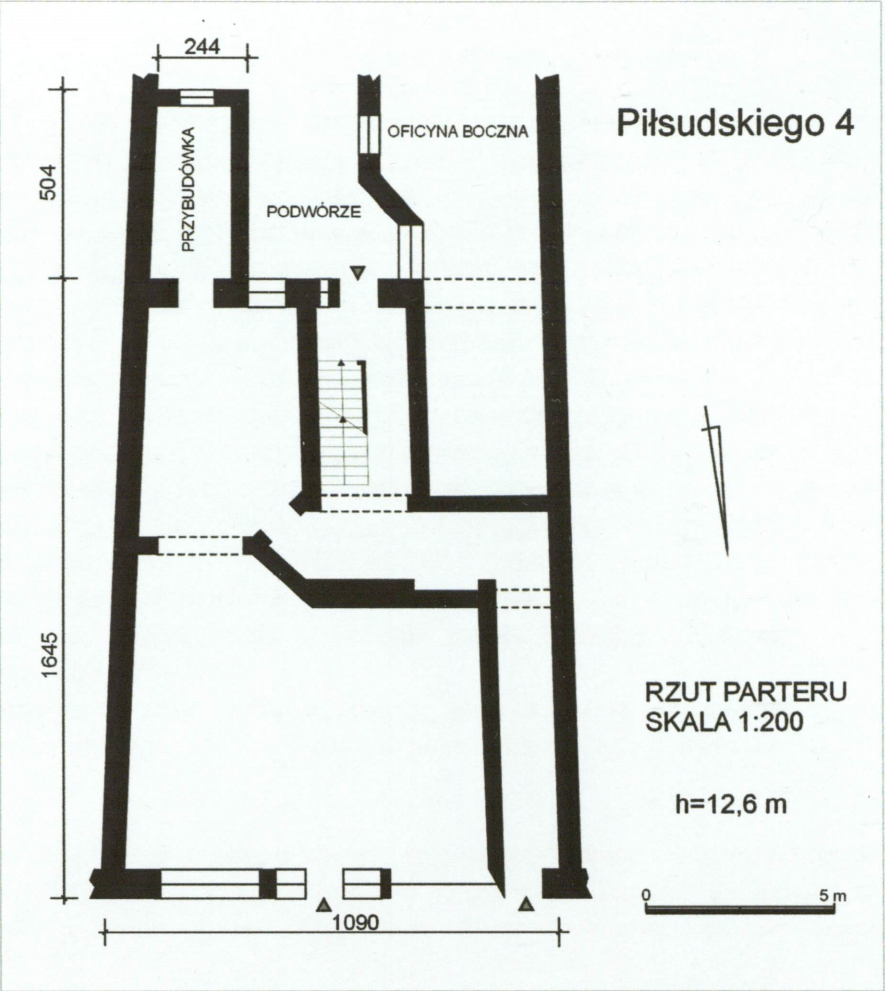 244
Piłsudskiego 4
OFICYNA BOCZNA
PRZYBUDÓWKA
504
PODWÓRZE
1645
RZUT PARTERU
SKALA 1:200
h=12,6 m
0 5 m
1090